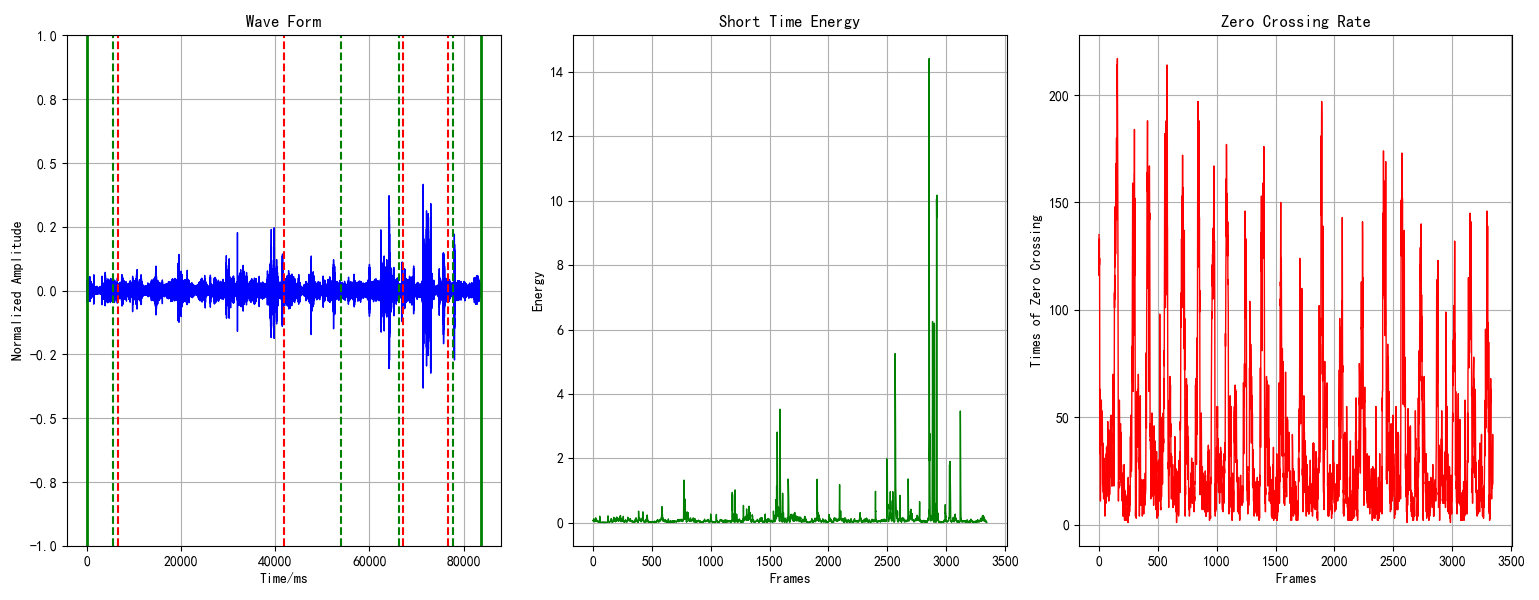 Wave Form
1.0
0.8
0.5
0.2
0.0
−0.2
−0.5
−0.8
−1.0
Normalized Amplitude
0 20000 40000 60000 80000
Time/ms
Short Time Energy
14
12
10
8
6
4
2
0
Energy
0 500 1000 1500 2000 2500 3000 3500
Frames
Zero Crossing Rate
200
150
100
50
0
Times of Zero Crossing
0 500 1000 1500 2000 2500 3000 3500
Frames